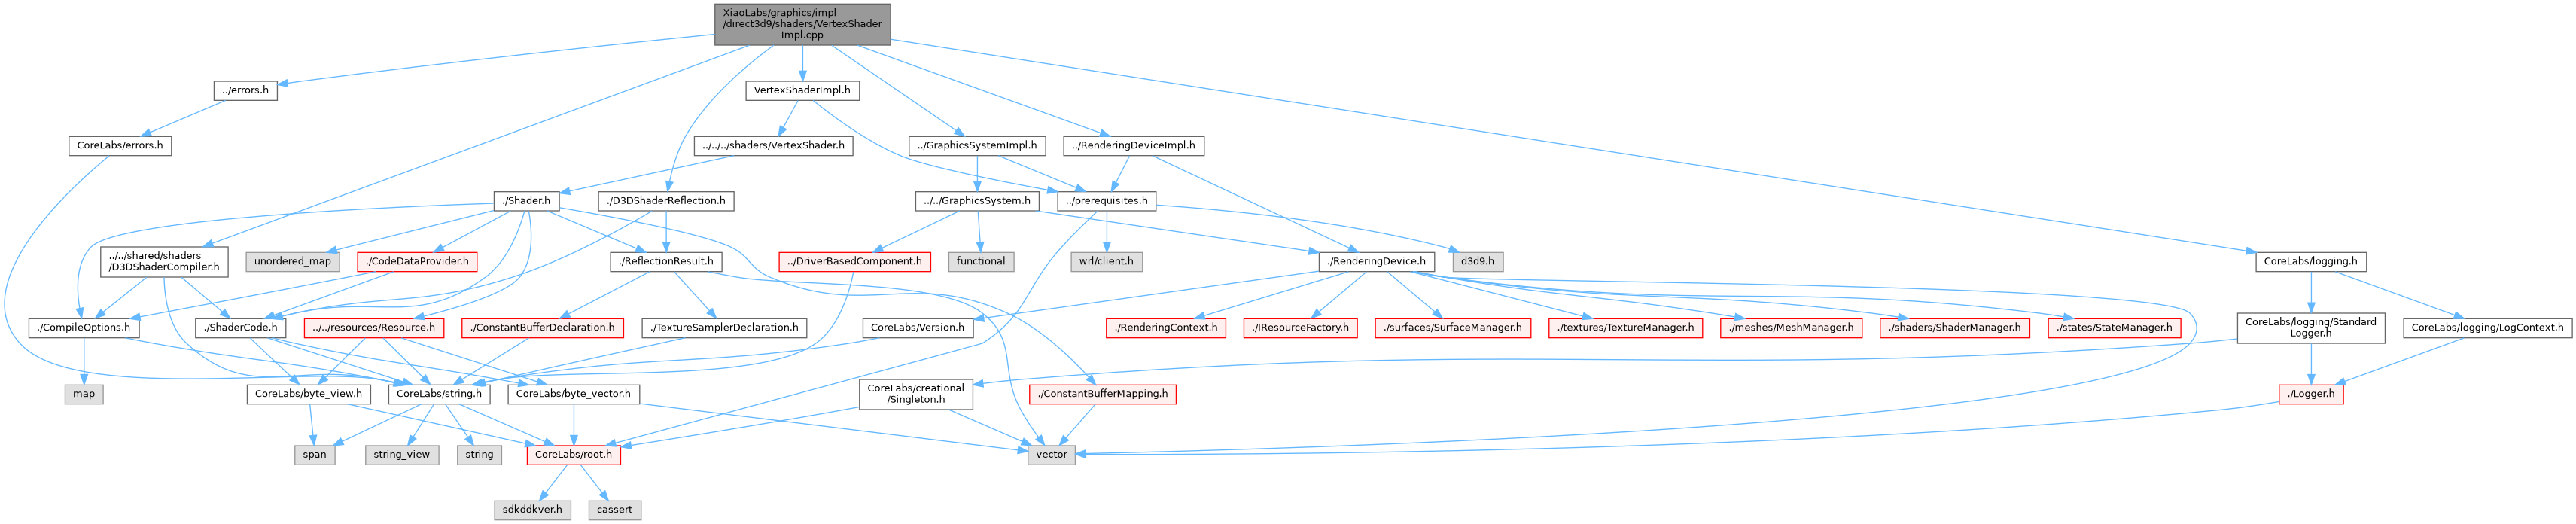 XiaoLabs/graphics/impl
/direct3d9/shaders/VertexShader
Impl.cpp
../errors.h
VertexShaderImpl.h
CoreLabs/errors.h
../../../shaders/VertexShader.h
../GraphicsSystemImpl.h
../RenderingDeviceImpl.h
./Shader.h
./D3DShaderReflection.h
../../GraphicsSystem.h
../prerequisites.h
../../shared/shaders
/D3DShaderCompiler.h
unordered_map
./CodeDataProvider.h
./ReflectionResult.h
../DriverBasedComponent.h
functional
wrl/client.h
./RenderingDevice.h
d3d9.h
CoreLabs/logging.h
./CompileOptions.h
./ShaderCode.h
../../resources/Resource.h
./ConstantBufferDeclaration.h
./TextureSamplerDeclaration.h
CoreLabs/Version.h
./RenderingContext.h
./IResourceFactory.h
./surfaces/SurfaceManager.h
./textures/TextureManager.h
./meshes/MeshManager.h
./shaders/ShaderManager.h
./states/StateManager.h
CoreLabs/logging/Standard
Logger.h
CoreLabs/logging/LogContext.h
map
CoreLabs/byte_view.h
CoreLabs/string.h
CoreLabs/byte_vector.h
CoreLabs/creational
/Singleton.h
./ConstantBufferMapping.h
./Logger.h
span
string_view
string
CoreLabs/root.h
vector
sdkddkver.h
cassert